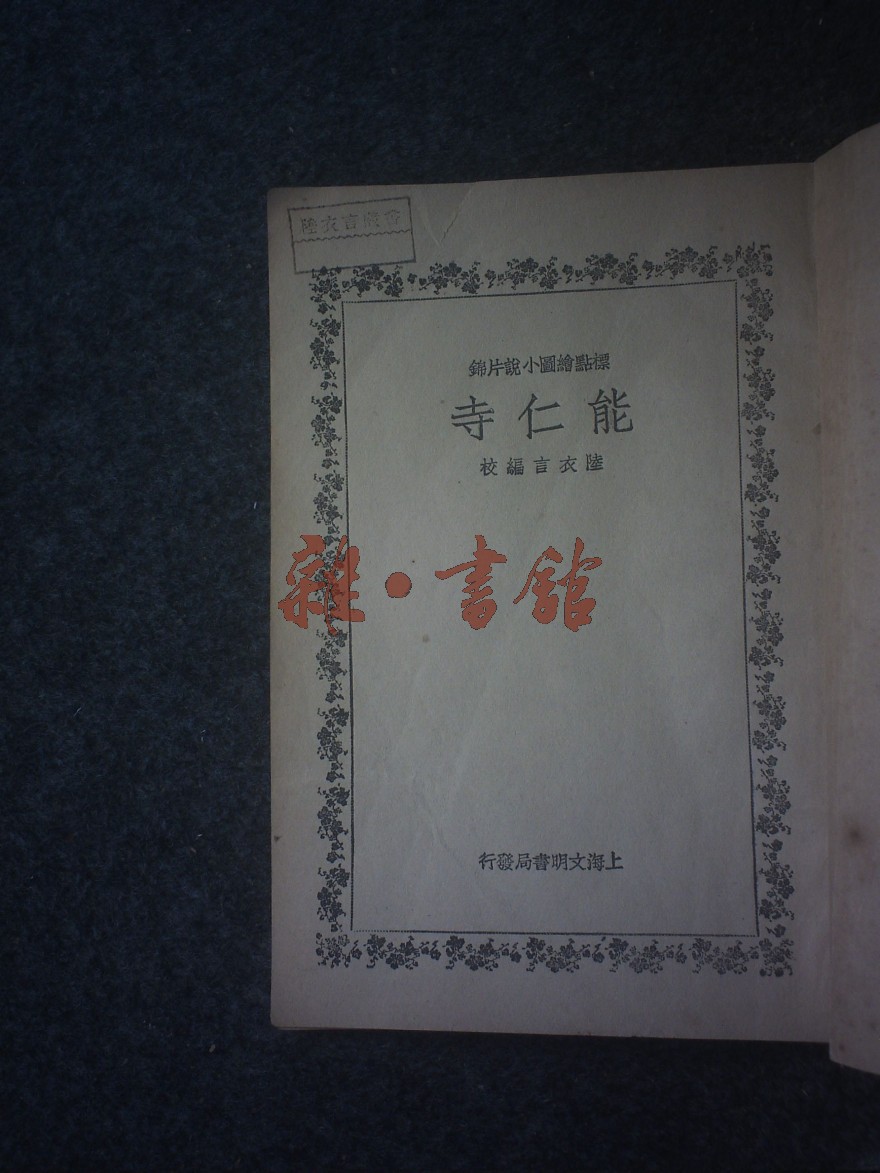 陸衣言
標點繪圖小說片錦
能仁寺
陸衣言編校
雜·書館
上海文明書局發行